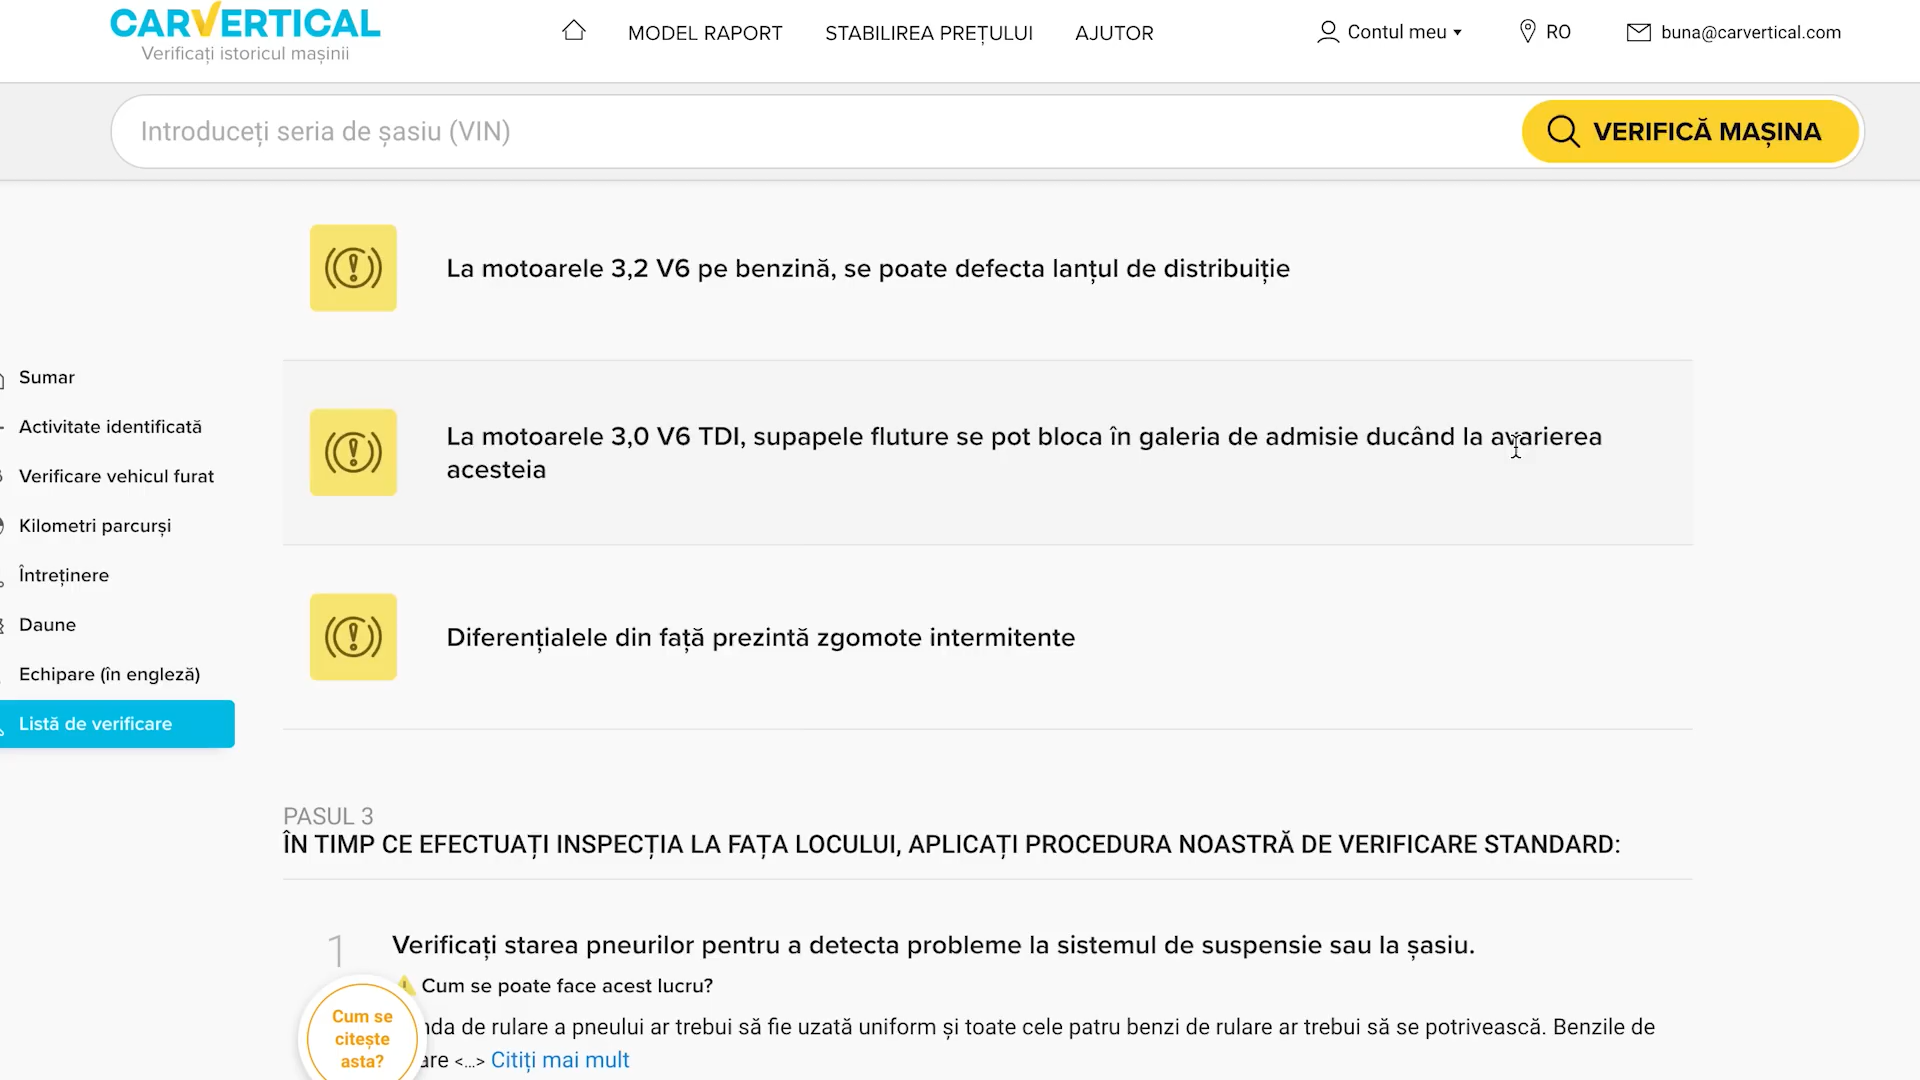 CARVERTICAL
Verificați istoricul mașinii
MODEL RAPORT
STABILIREA PREȚULUI
AJUTOR
Contul meu
RO
buna@carvertical.com
Introduceți seria de șasiu (VIN)
VERIFICĂ MAȘINA
La motoarele 3,2 V6 pe benzină, se poate defecta lanțul de distribuiție
La motoarele 3,0 V6 TDI, supapele fluture se pot bloca în galeria de admisie ducând la avarierea
acesteia
Diferențialele din față prezintă zgomote intermitente
Sumar
Activitate identificată
Verificare vehicul furat
Kilometri parcurși
Întreținere
Daune
Echipare (în engleză)
Listă de verificare
PASUL 3
ÎN TIMP CE EFECTUAȚI INSPECȚIA LA FAȚA LOCULUI, APLICAȚI PROCEDURA NOASTRĂ DE VERIFICARE STANDARD:
1
Verificați starea pneurilor pentru a detecta probleme la sistemul de suspensie sau la șasiu.
Cum se poate face acest lucru?
de rulare a pneului ar trebui să fie uzată uniform și toate cele patru benzi de rulare ar trebui să se potrivească. Benzile de
<...> Citiți mai mult
Cum se
citește
asta?